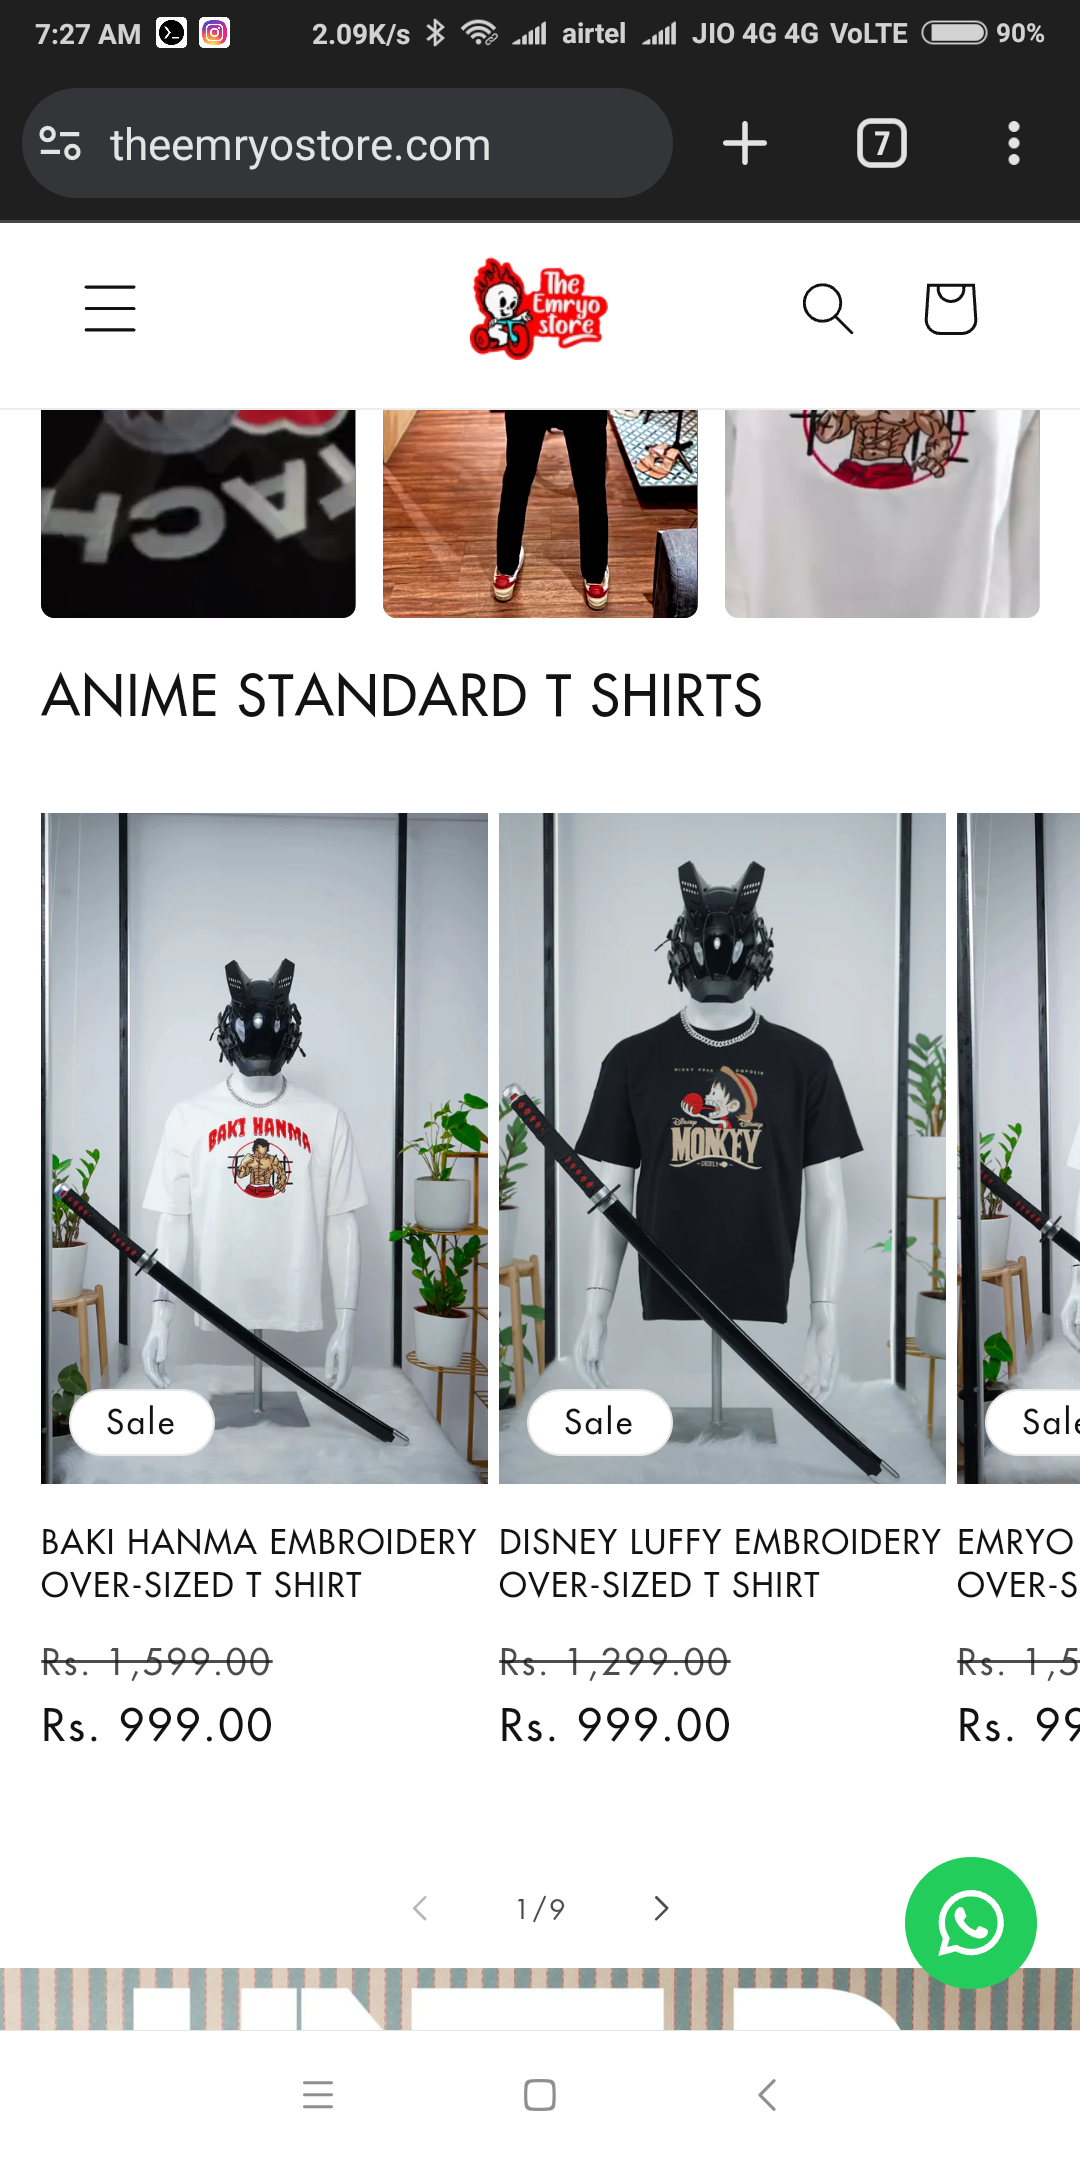 7:27 AM 2.09K/s airtel JIO 4G 4G VoLTE 90%
theemryostore.com 7
The
Emryo
store
TACH
ANIME STANDARD T SHIRTS
BAKI HANMA
Disney Disney
MONKEY
Sale Sale Sale
BAKI HANMA EMBROIDERY DISNEY LUFFY EMBROIDERY EMRYO
OVER-SIZED T SHIRT OVER-SIZED T SHIRT OVER-S
Rs. 1,599.00 Rs. 1,299.00 Rs. 1,5
Rs. 999.00 Rs. 999.00 Rs. 99
1/9